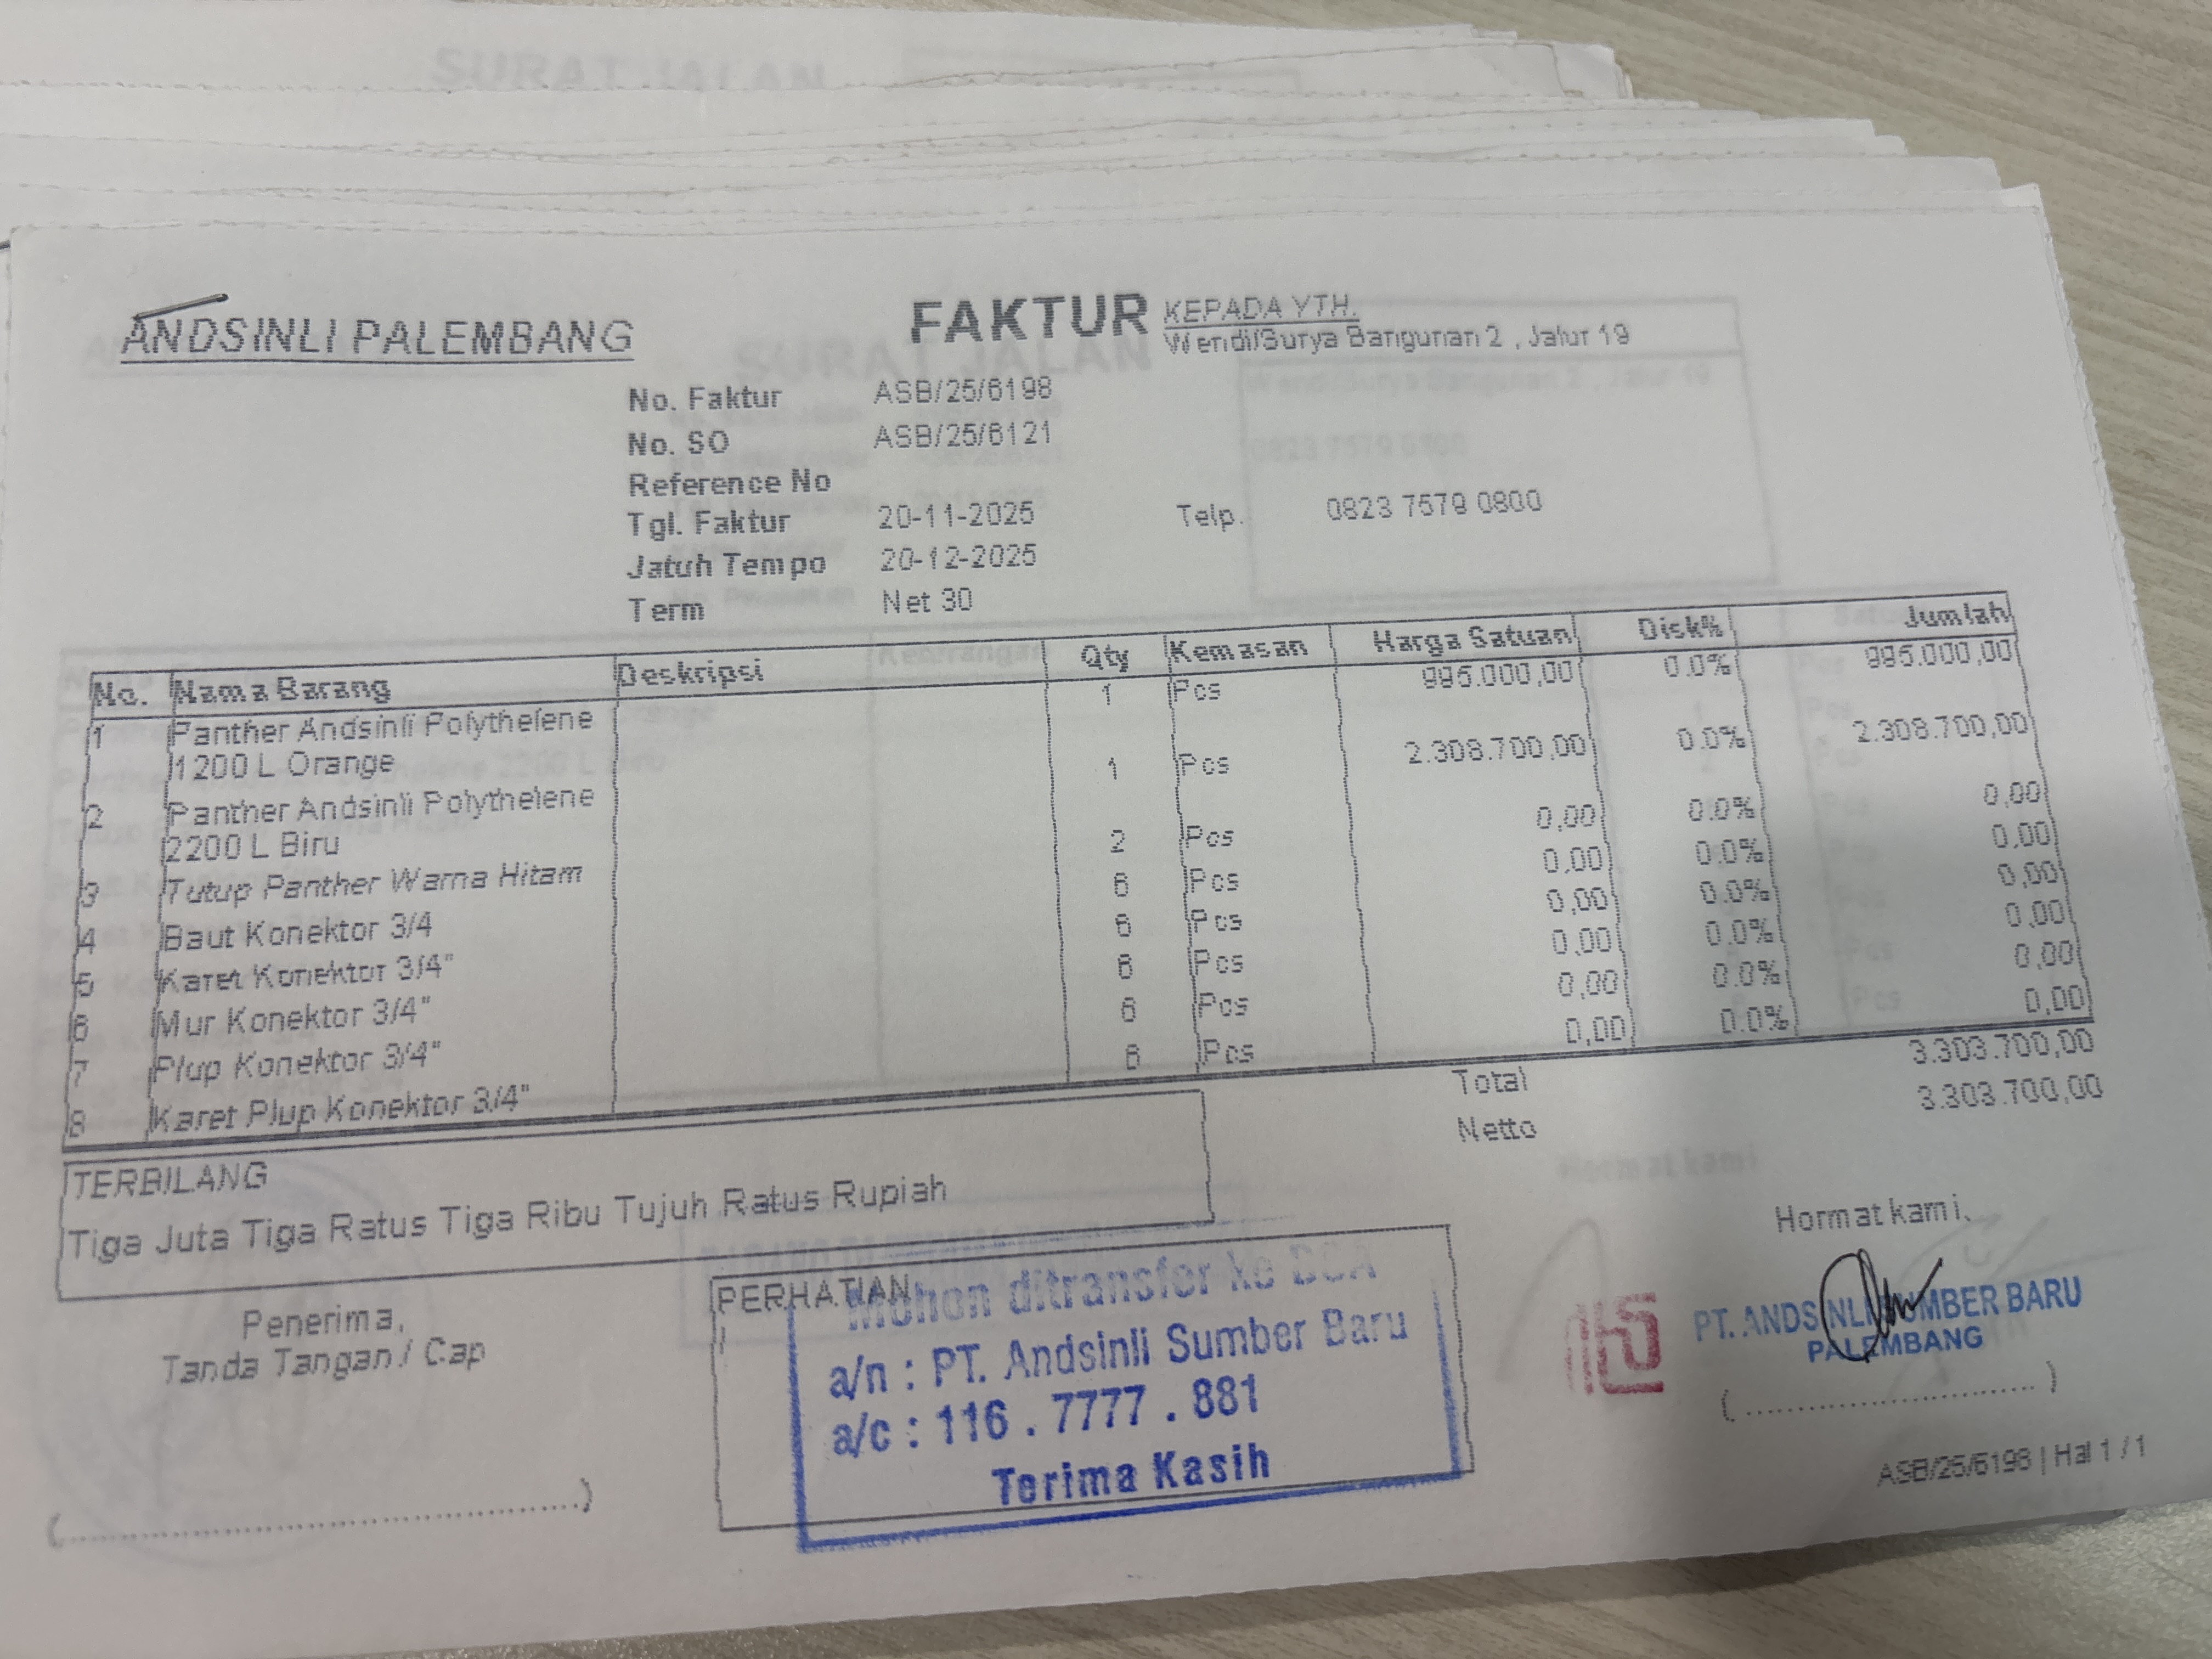 SURAT JALAN
ANDSINLI PALEMBANG
FAKTUR
KEPADA YTH.
Wendi/Surya Bangunan 2 , Jalur 19
No. Faktur ASB/25/6198
No. SO ASB/25/6121
Reference No
Tgl. Faktur 20-11-2025
Telp. 0823 7579 0800
Jatuh Tempo 20-12-2025
Term Net 30
No. Nama Barang Deskripsi Qty Kemasan Harga Satuan Disk% Jumlah
1 Panther Andsinli Polythelene 1 Pcs 995.000,00 0.0% 995.000,00
1200 L Orange
2 Panther Andsinli Polythelene 1 Pcs 2.308.700,00 0.0% 2.308.700,00
2200 L Biru
3 Tutup Panther Warna Hitam 2 Pcs 0,00 0.0% 0,00
4 Baut Konektor 3/4 6 Pcs 0,00 0.0% 0,00
5 Karet Konektor 3/4" 6 Pcs 0,00 0.0% 0,00
6 Mur Konektor 3/4" 6 Pcs 0,00 0.0% 0,00
7 Plup Konektor 3/4" 6 Pcs 0,00 0.0% 0,00
8 Karet Plup Konektor 3/4" 6 Pcs 0,00 0.0% 0,00
Total 3.303.700,00
Netto 3.303.700,00
TERBILANG
Tiga Juta Tiga Ratus Tiga Ribu Tujuh Ratus Rupiah
Penerima,
Tanda Tangan / Cap
(............................................)
PERHATIAN
Mohon ditransfer ke BCA
a/n : PT. Andsinli Sumber Baru
a/c : 116 . 7777 . 881
Terima Kasih
Hormat kami,
PT. ANDSINLI SUMBER BARU
PALEMBANG
(................................)
ASB/25/6198 | Hal 1 / 1